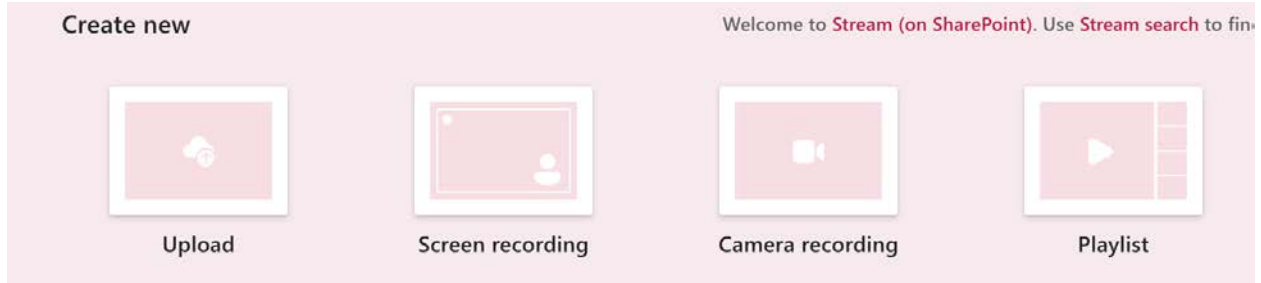 Create new
Welcome to Stream (on SharePoint). Use Stream search to fin
Upload
Screen recording
Camera recording
Playlist